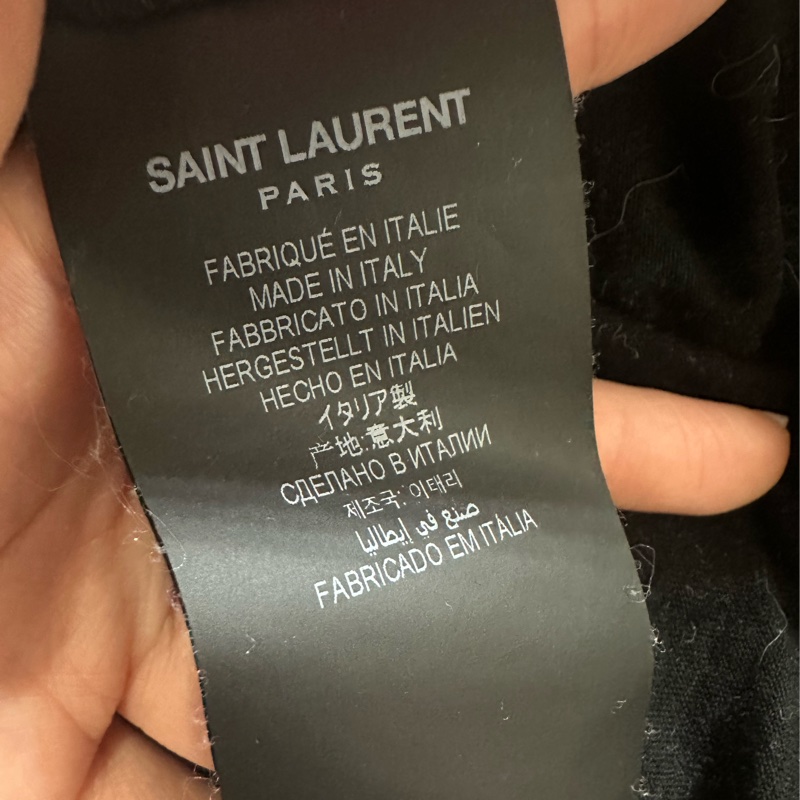 SAINT LAURENT
PARIS
FABRIQUÉ EN ITALIE
MADE IN ITALY
FABBRICATO IN ITALIA
HERGESTELLT IN ITALIEN
HECHO EN ITALIA
イタリア製
产地:意大利
СДЕЛАНО В ИТАЛИИ
제조국: 이태리
صنع في إيطاليا
FABRICADO EM ITÁLIA